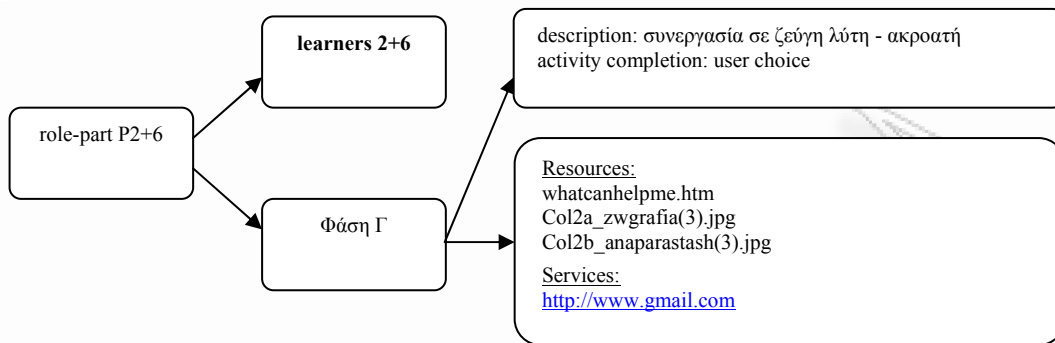 role-part P2+6
learners 2+6
Φάση Γ
description: συνεργασία σε ζεύγη λύτη - ακροατή
activity completion: user choice
Resources:
whatcanhelpme.htm
Col2a_zwgrafia(3).jpg
Col2b_anaparastash(3).jpg
Services:
http://www.gmail.com